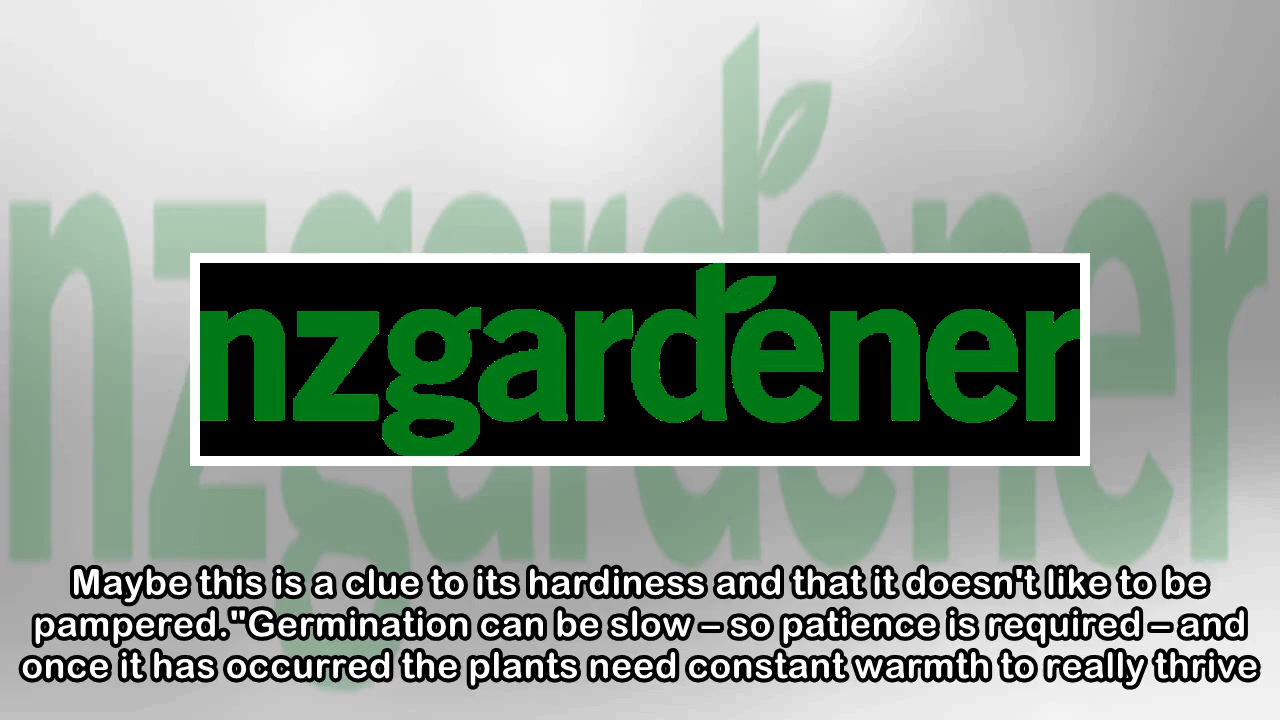 nzgardener
nzgardener
Maybe this is a clue to its hardiness and that it doesn't like to be
pampered."Germination can be slow – so patience is required – and
once it has occurred the plants need constant warmth to really thrive